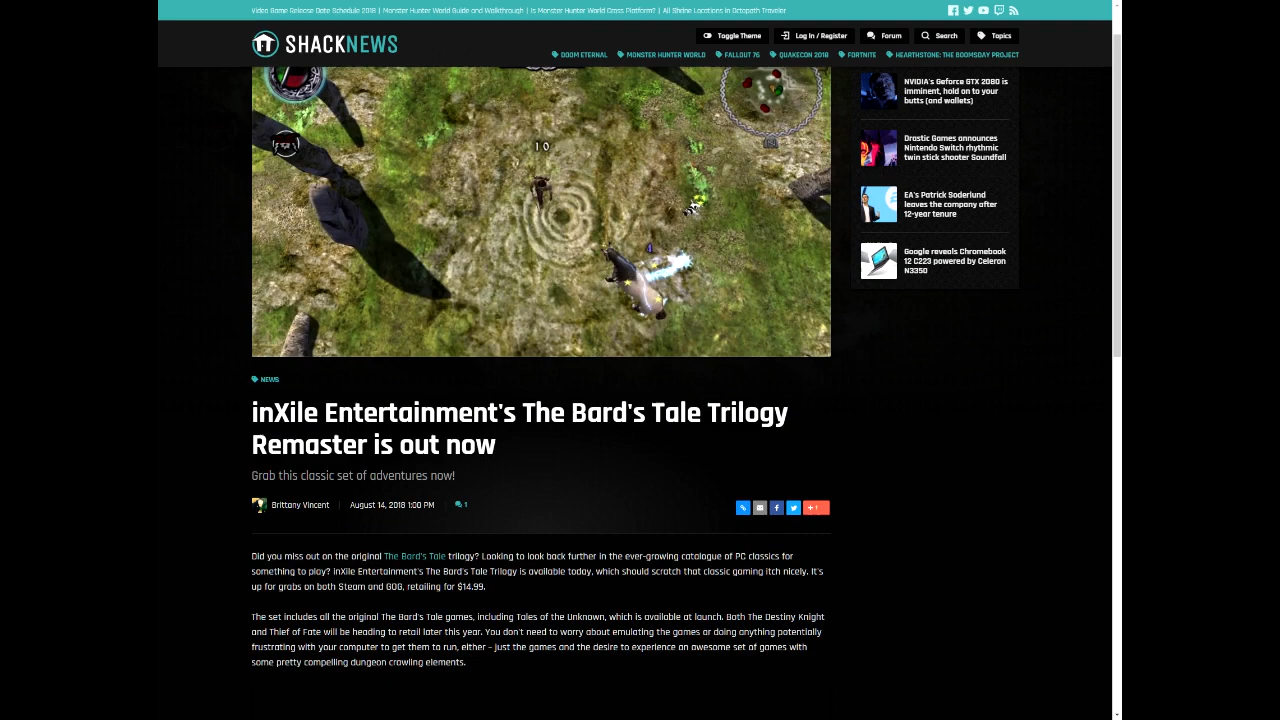 Video Game Release Date Schedule 2018 | Monster Hunter World Guide and Walkthrough | Is Monster Hunter World Cross Platform? | All Shrine Locations in Octopath Traveler
SHACKNEWS
Toggle Theme
Log In / Register
Forum
Search
Topics
DOOM ETERNAL
MONSTER HUNTER WORLD
FALLOUT 76
QUAKECON 2018
FORTNITE
HEARTHSTONE: THE BOOMSDAY PROJECT
10
NVIDIA's Geforce GTX 2080 is
imminent, hold on to your
butts (and wallets)
Drastic Games announces
Nintendo Switch rhythmic
twin stick shooter Soundfall
EA's Patrick Soderlund
leaves the company after
12-year tenure
Google reveals Chromebook
12 C223 powered by Celeron
N3350
NEWS
inXile Entertainment's The Bard's Tale Trilogy
Remaster is out now
Grab this classic set of adventures now!
Brittany Vincent
August 14, 2018 1:00 PM
1
+ 1
Did you miss out on the original The Bard's Tale trilogy? Looking to look back further in the ever-growing catalogue of PC classics for
something to play? inXile Entertainment's The Bard's Tale Trilogy is available today, which should scratch that classic gaming itch nicely. It's
up for grabs on both Steam and GOG, retailing for $14.99.
The set includes all the original The Bard's Tale games, including Tales of the Unknown, which is available at launch. Both The Destiny Knight
and Thief of Fate will be heading to retail later this year. You don't need to worry about emulating the games or doing anything potentially
frustrating with your computer to get them to run, either – just the games and the desire to experience an awesome set of games with
some pretty compelling dungeon crawling elements.